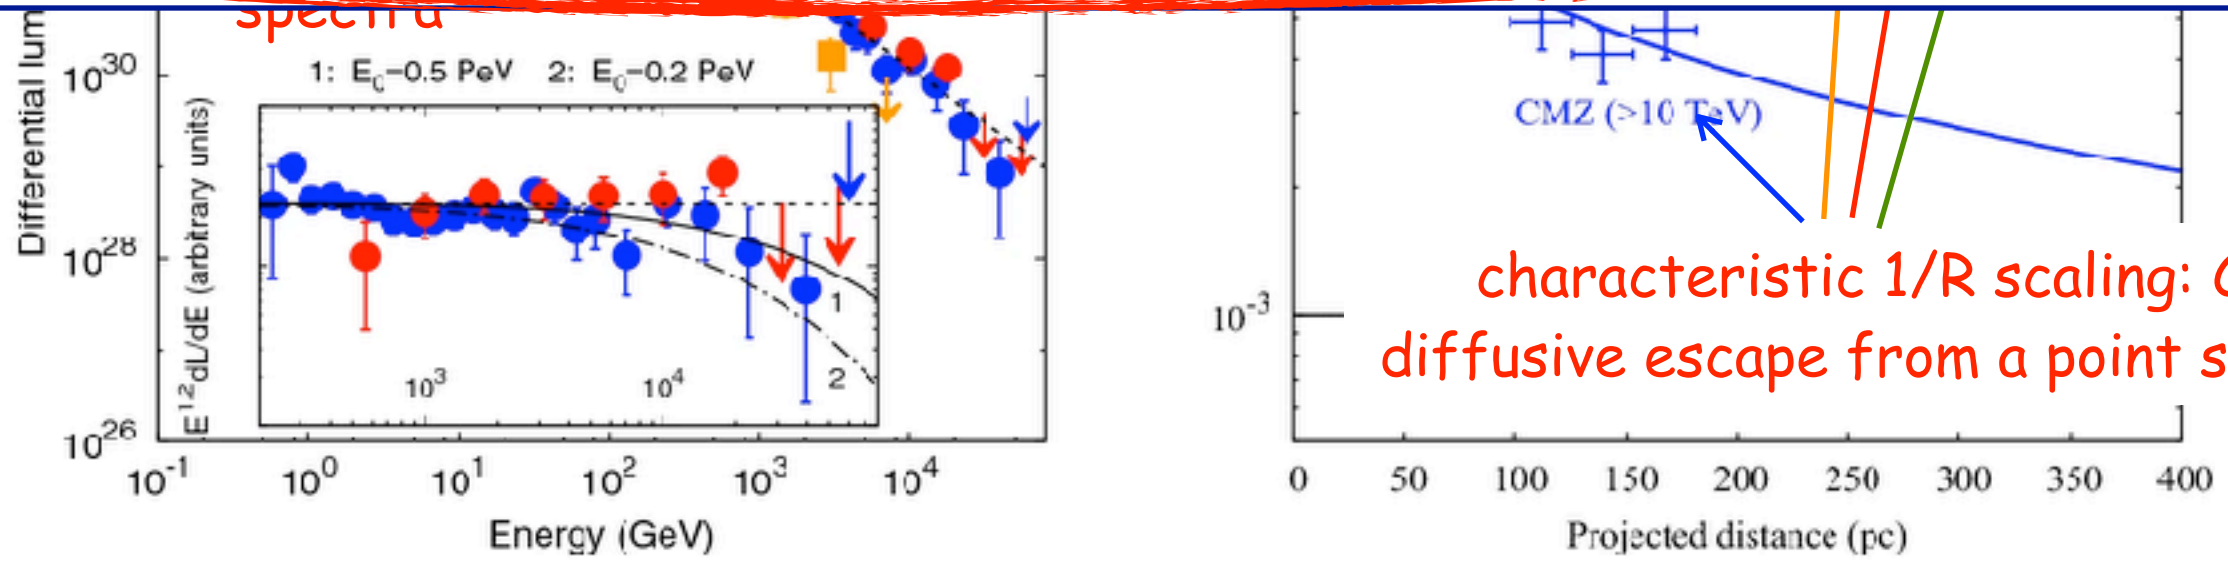 spectra
Differential lum
10^30
10^28
10^26
1: E0-0.5 PeV 2: E0-0.2 PeV
E^1.2 dL/dE (arbitrary units)
1
2
10^3 10^4
10^-1 10^0 10^1 10^2 10^3 10^4
Energy (GeV)
CMZ (>10 TeV)
characteristic 1/R scaling:
diffusive escape from a point
10^-3
0 50 100 150 200 250 300 350 400
Projected distance (pc)